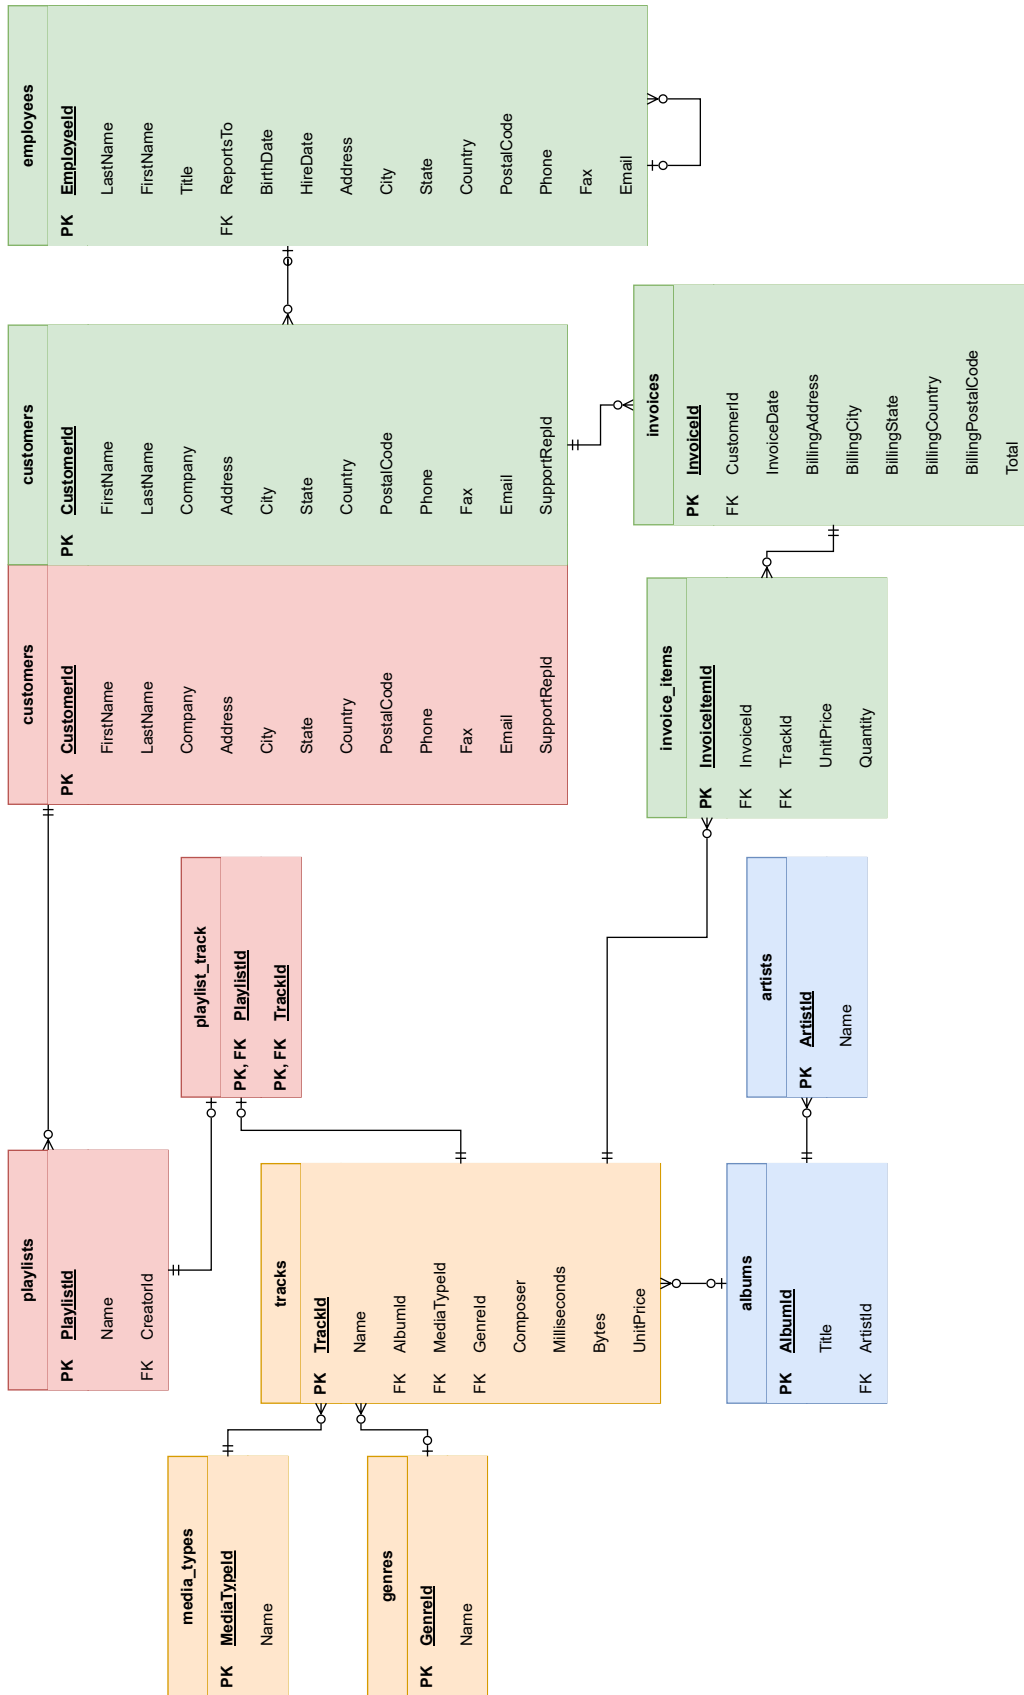 employees
PK EmployeeId
LastName
FirstName
Title
FK ReportsTo
BirthDate
HireDate
Address
City
State
Country
PostalCode
Phone
Fax
Email
customers
PK CustomerId
FirstName
LastName
Company
Address
City
State
Country
PostalCode
Phone
Fax
Email
SupportRepId
invoices
PK InvoiceId
FK CustomerId
InvoiceDate
BillingAddress
BillingCity
BillingState
BillingCountry
BillingPostalCode
Total
customers
PK CustomerId
FirstName
LastName
Company
Address
City
State
Country
PostalCode
Phone
Fax
Email
SupportRepId
invoice_items
PK InvoiceItemId
FK InvoiceId
FK TrackId
UnitPrice
Quantity
playlist_track
PK, FK PlaylistId
PK, FK TrackId
artists
PK ArtistId
Name
playlists
PK PlaylistId
Name
FK CreatorId
tracks
PK TrackId
Name
FK AlbumId
FK MediaTypeId
FK GenreId
Composer
Milliseconds
Bytes
UnitPrice
albums
PK AlbumId
Title
FK ArtistId
media_types
PK MediaTypeId
Name
genres
PK GenreId
Name